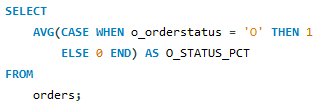 SELECT
AVG(CASE WHEN o_orderstatus = 'O' THEN 1
ELSE 0 END) AS O_STATUS_PCT
FROM
orders;